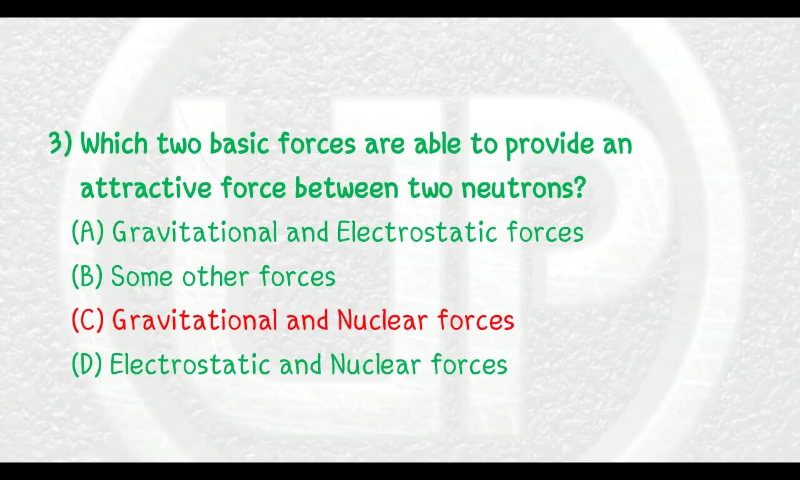 3) Which two basic forces are able to provide an
attractive force between two neutrons?
(A) Gravitational and Electrostatic forces
(B) Some other forces
(C) Gravitational and Nuclear forces
(D) Electrostatic and Nuclear forces